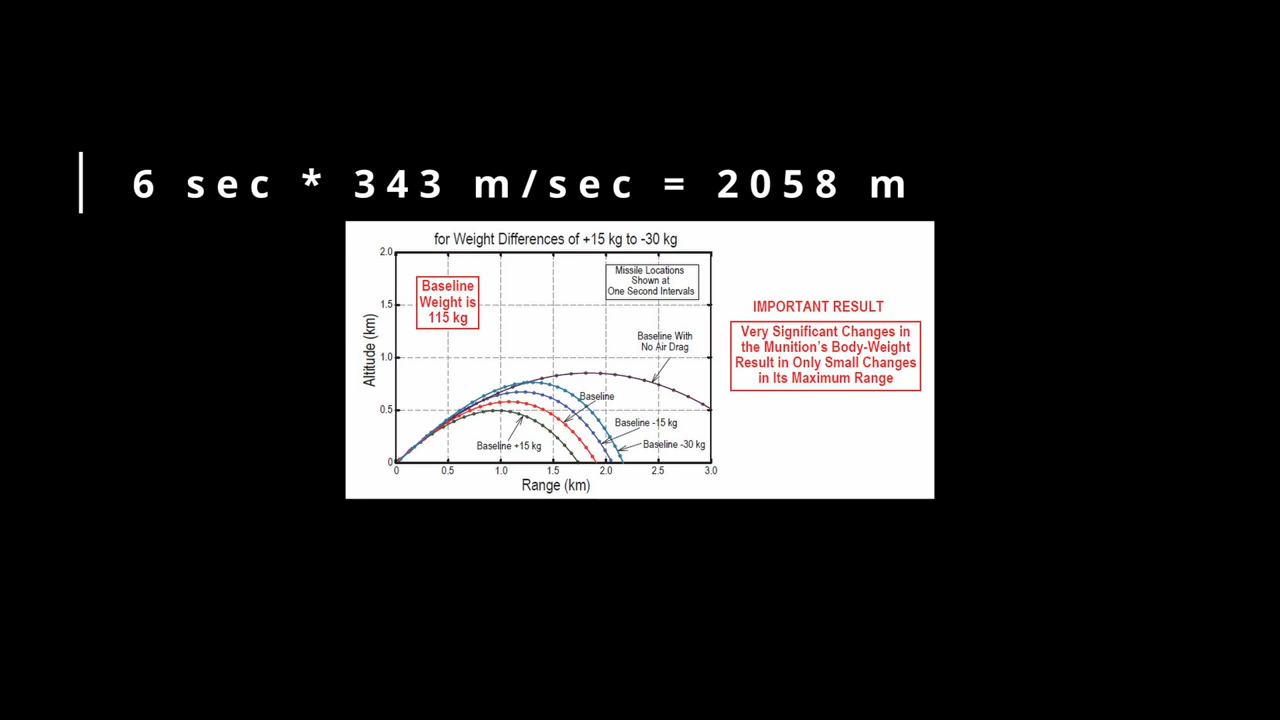 6 sec * 343 m/sec = 2058 m
for Weight Differences of +15 kg to -30 kg
2.0
1.5
1.0
0.5
0
Altitude (km)
Baseline
Weight is
115 kg
Missile Locations
Shown at
One Second Intervals
Baseline With
No Air Drag
Baseline
Baseline -15 kg
Baseline -30 kg
Baseline +15 kg
0
0.5
1.0
1.5
2.0
2.5
3.0
Range (km)
IMPORTANT RESULT
Very Significant Changes in
the Munition's Body-Weight
Result in Only Small Changes
in Its Maximum Range